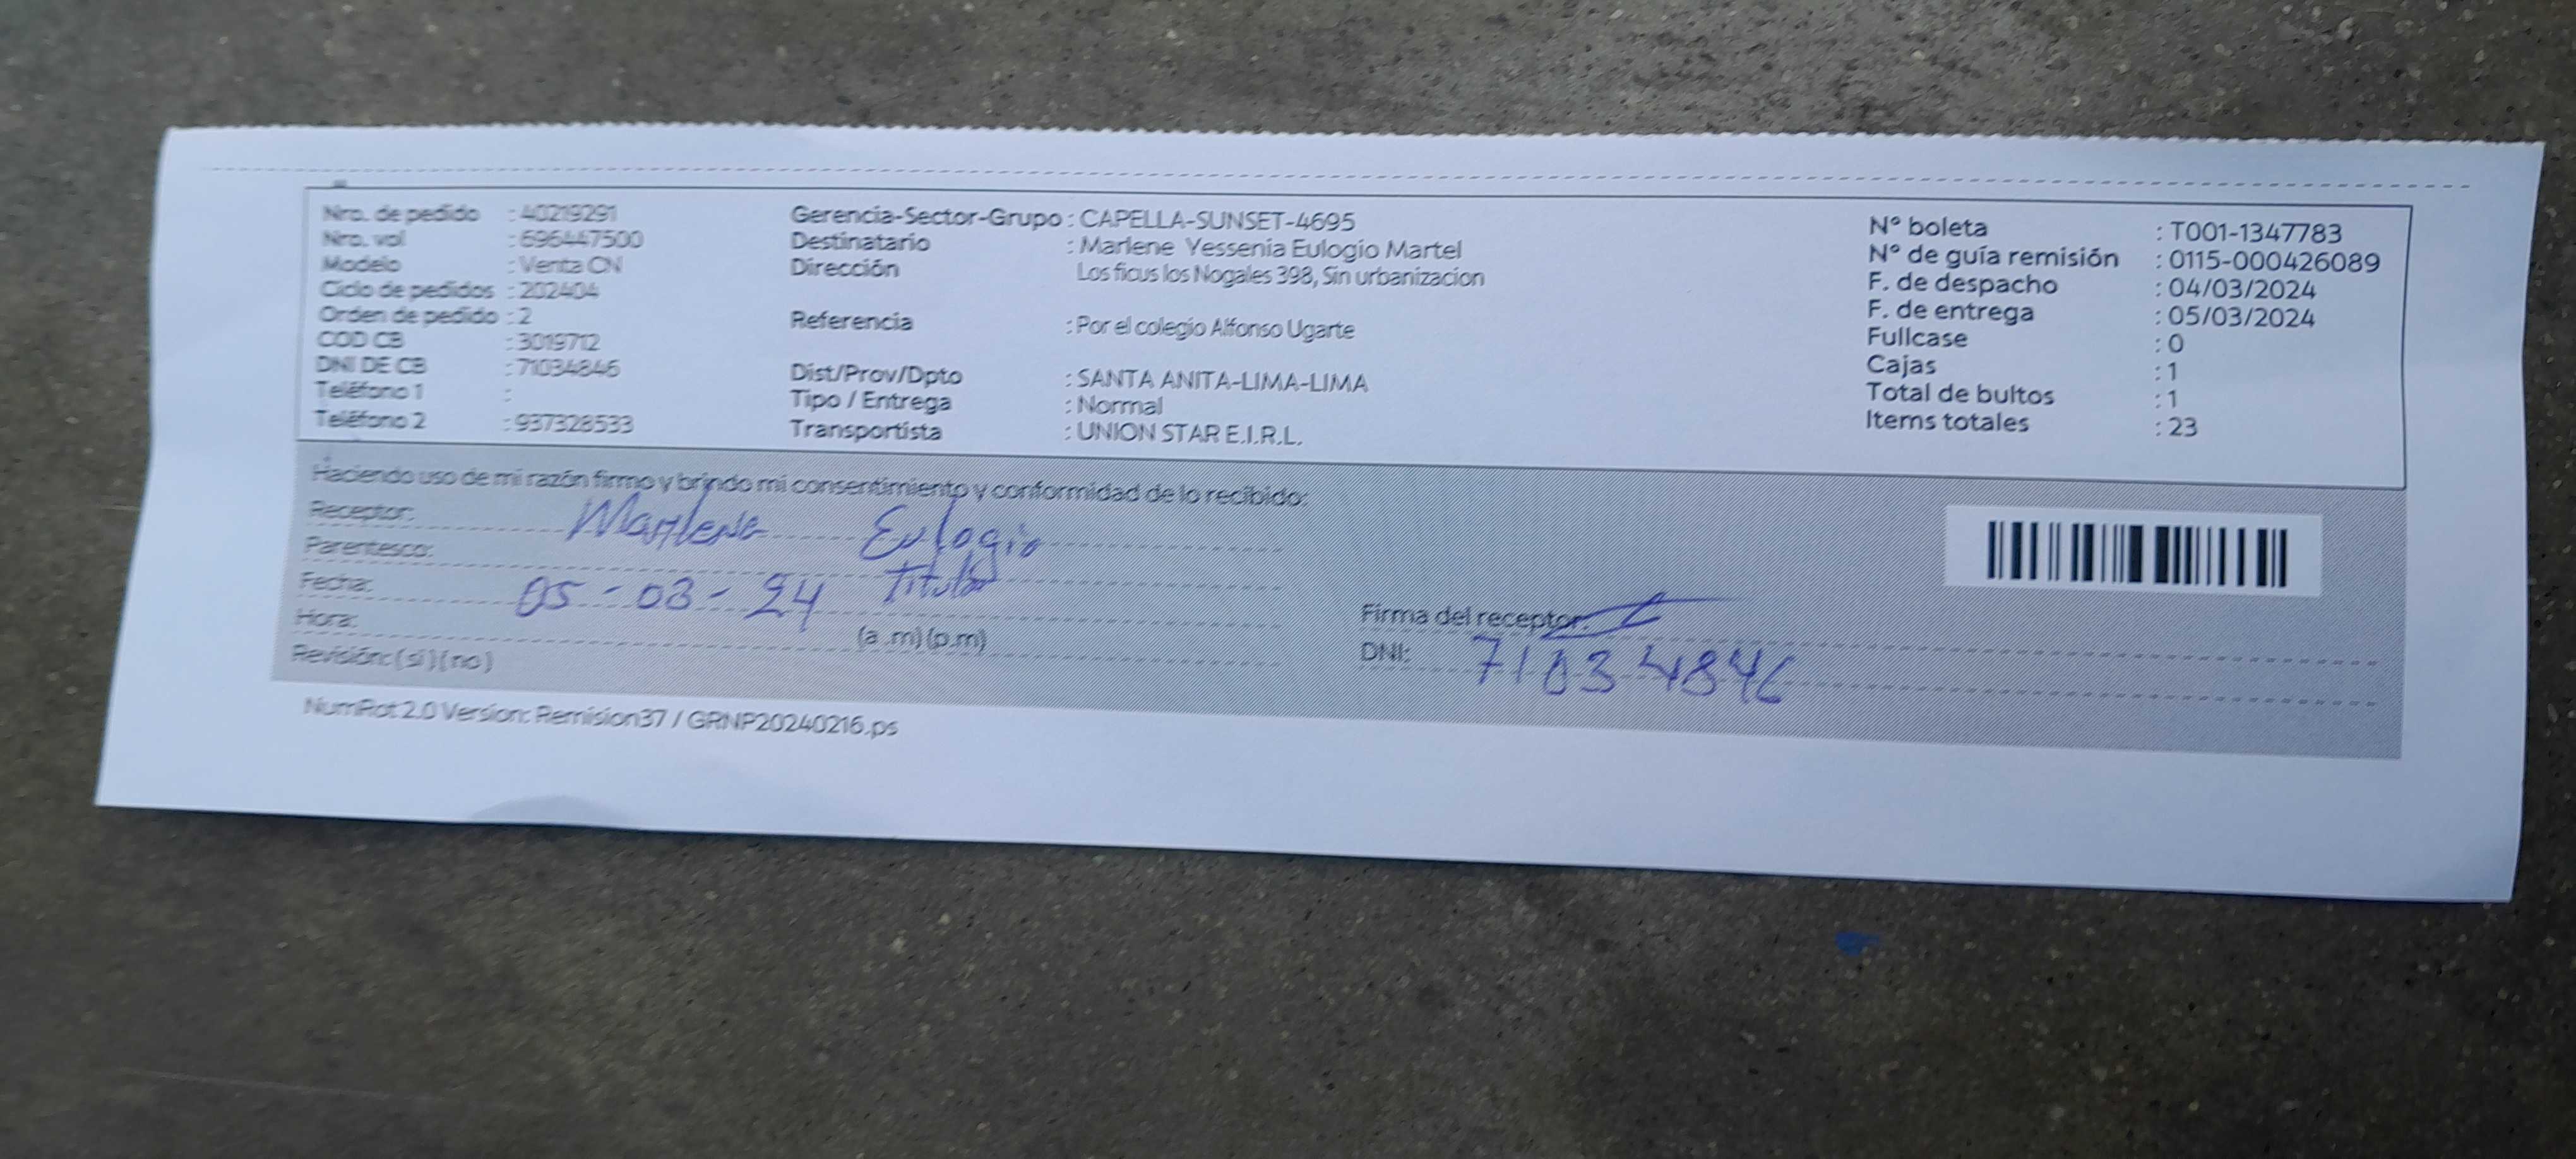 Nro. de pedido : 40219291
Nro. vol : 696447500
Modelo : Venta CN
Ciclo de pedidos : 202404
Orden de pedido : 2
COD CB : 3019712
DNI DE CB : 71034846
Teléfono 1 :
Teléfono 2 : 937328533
Gerencia-Sector-Grupo : CAPELLA-SUNSET-4695
Destinatario : Marlene Yessenia Eulogio Martel
Dirección Los ficus los Nogales 398, Sin urbanizacion
Referencia : Por el colegio Alfonso Ugarte
Dist/Prov/Dpto : SANTA ANITA-LIMA-LIMA
Tipo / Entrega : Normal
Transportista : UNION STAR E.I.R.L.
N° boleta : T001-1347783
N° de guía remisión : 0115-000426089
F. de despacho : 04/03/2024
F. de entrega : 05/03/2024
Fullcase : 0
Cajas : 1
Total de bultos : 1
Items totales : 23
Haciendo uso de mi razón firmo y brindo mi consentimiento y conformidad de lo recibido:
Receptor: Marlene Eulogio
Parentesco: Titular
Fecha: 05-03-24
Hora: (a .m) (p.m)
Revisión: ( si ) ( no )
Firma del receptor:
DNI: 71034846
NumRot 2.0 Version: Remision37 / GRNP20240216.ps